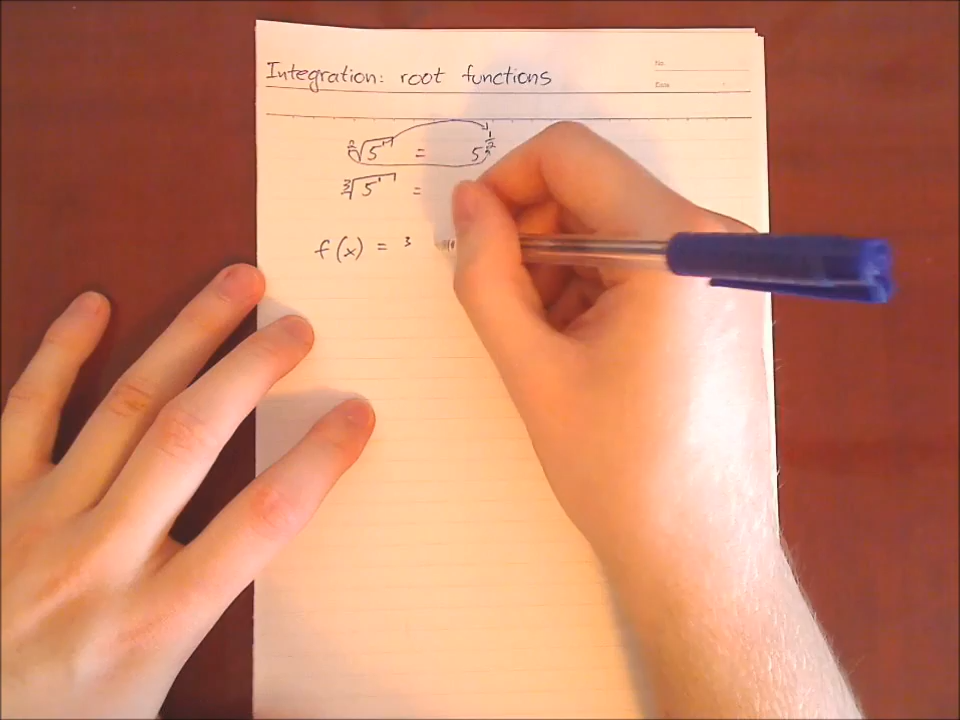 Integration: root functions
No.
Date
²√5¹ = 5^½
³√5¹ =
f(x) = 3